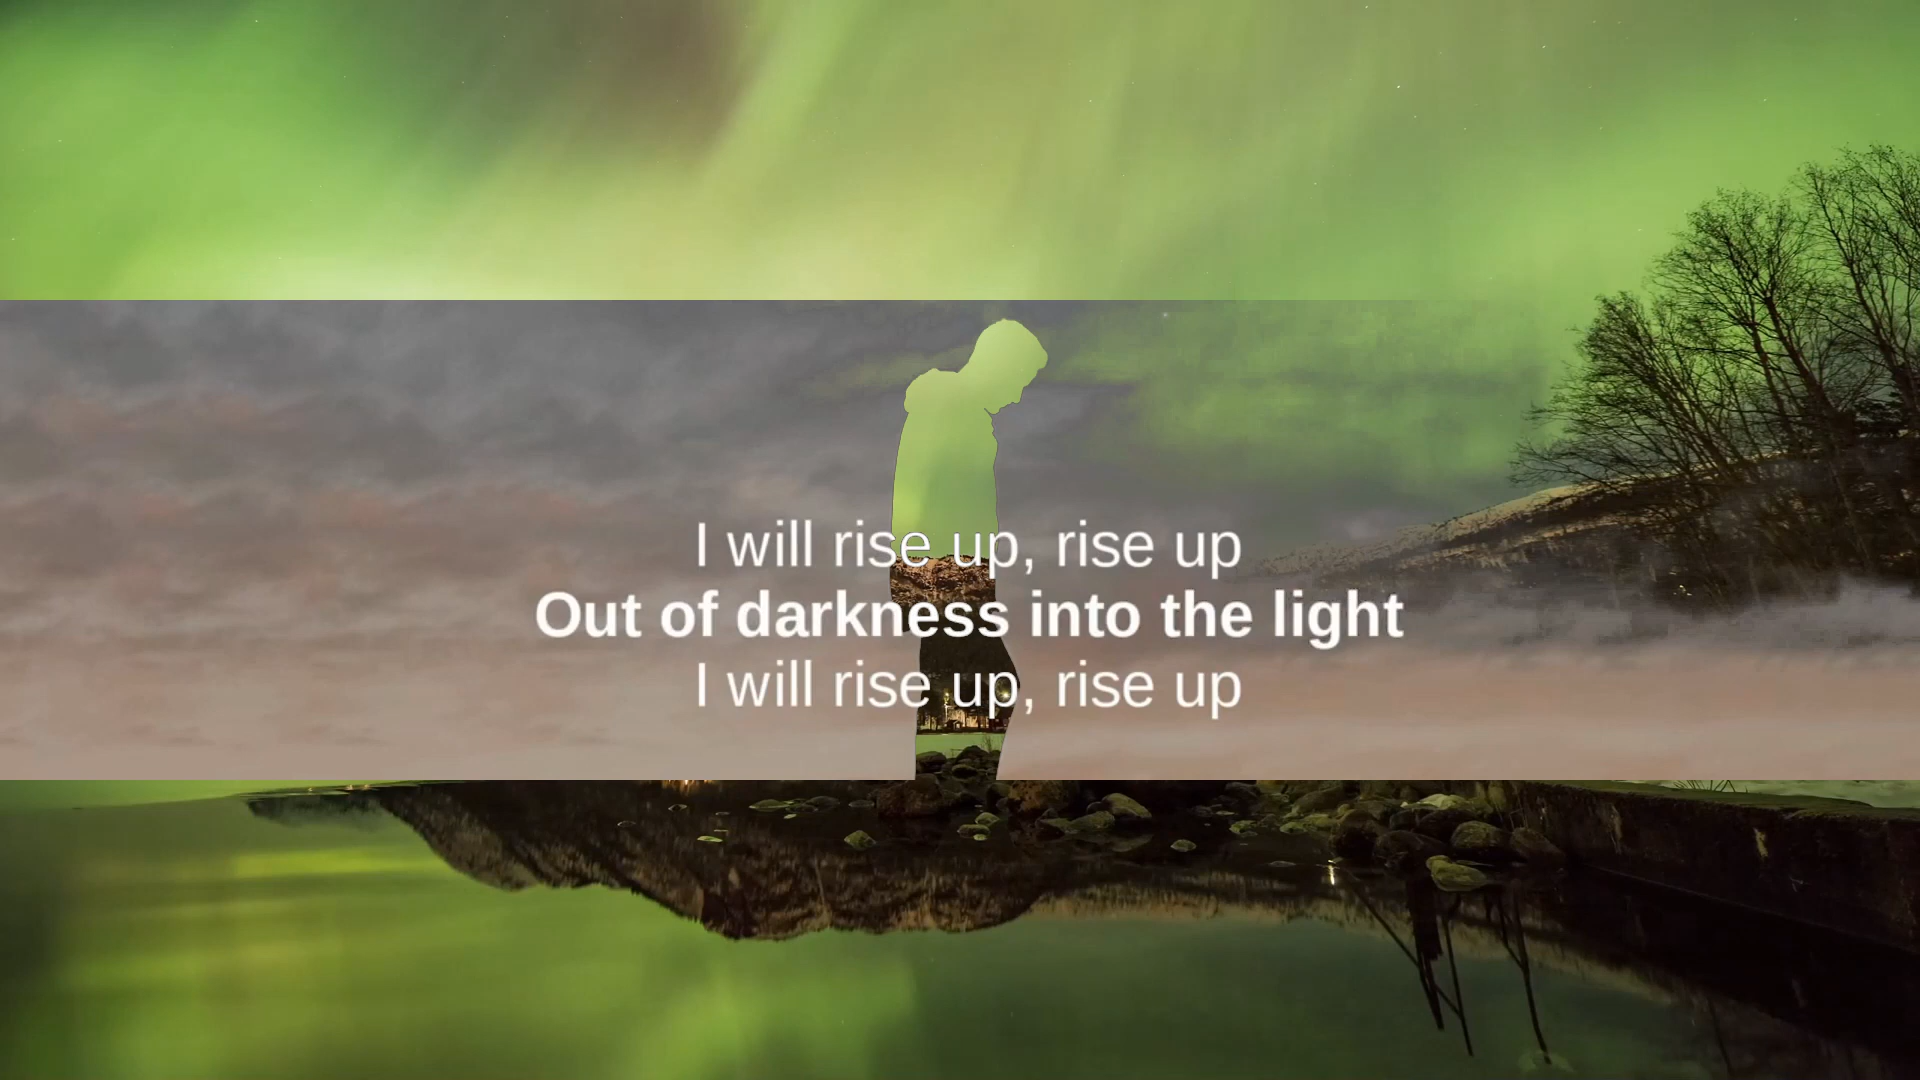 I will rise up, rise up
Out of darkness into the light
I will rise up, rise up